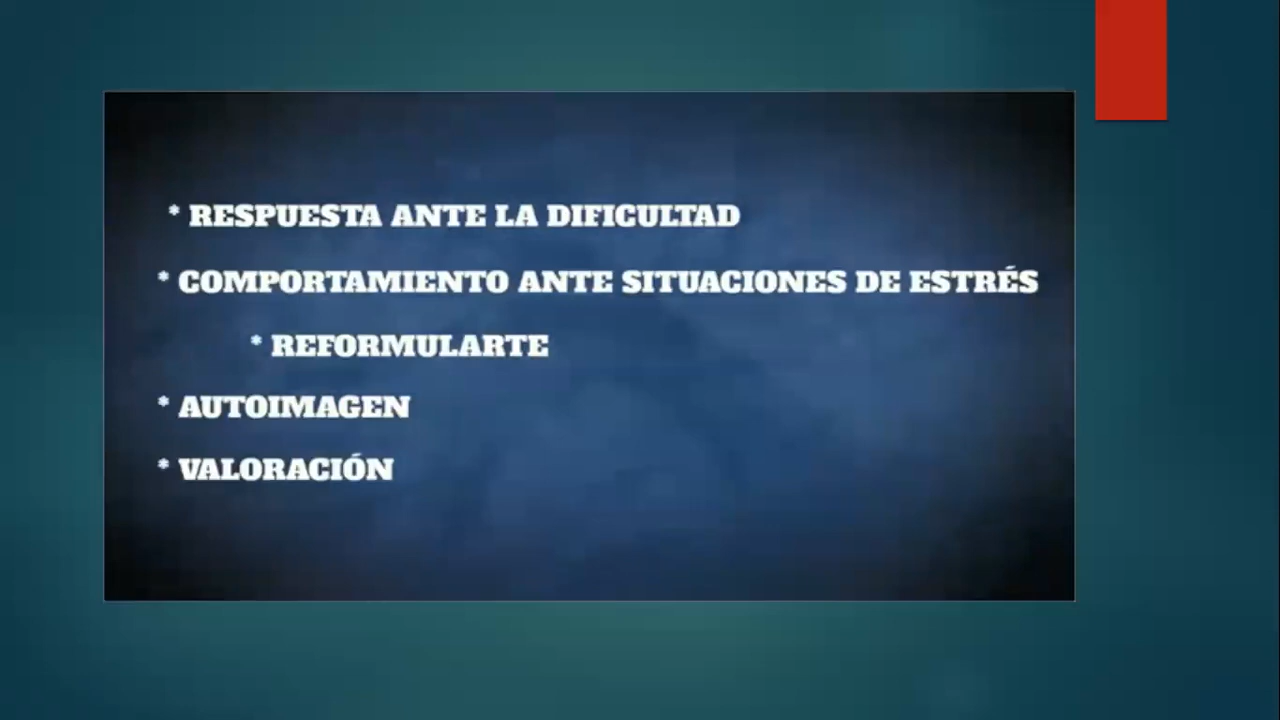 * RESPUESTA ANTE LA DIFICULTAD
* COMPORTAMIENTO ANTE SITUACIONES DE ESTRÉS
* REFORMULARTE
* AUTOIMAGEN
* VALORACIÓN